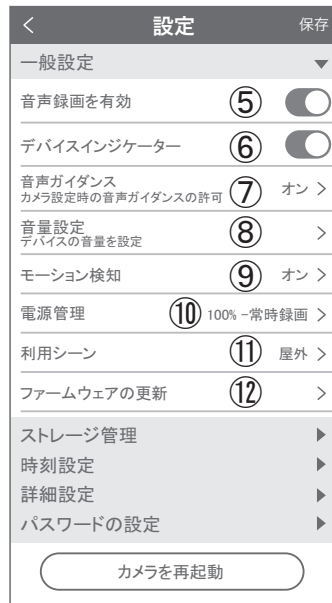 < 設定 保存
一般設定 ▼
音声録画を有効 ⑤
デバイスインジケーター ⑥
音声ガイダンス
カメラ設定時の音声ガイダンスの許可 ⑦ オン >
音量設定
デバイスの音量を設定 ⑧ >
モーション検知 ⑨ オン >
電源管理 ⑩ 100% -常時録画 >
利用シーン ⑪ 屋外 >
ファームウェアの更新 ⑫ >
ストレージ管理 ▶
時刻設定 ▶
詳細設定 ▶
パスワードの設定 ▶
カメラを再起動